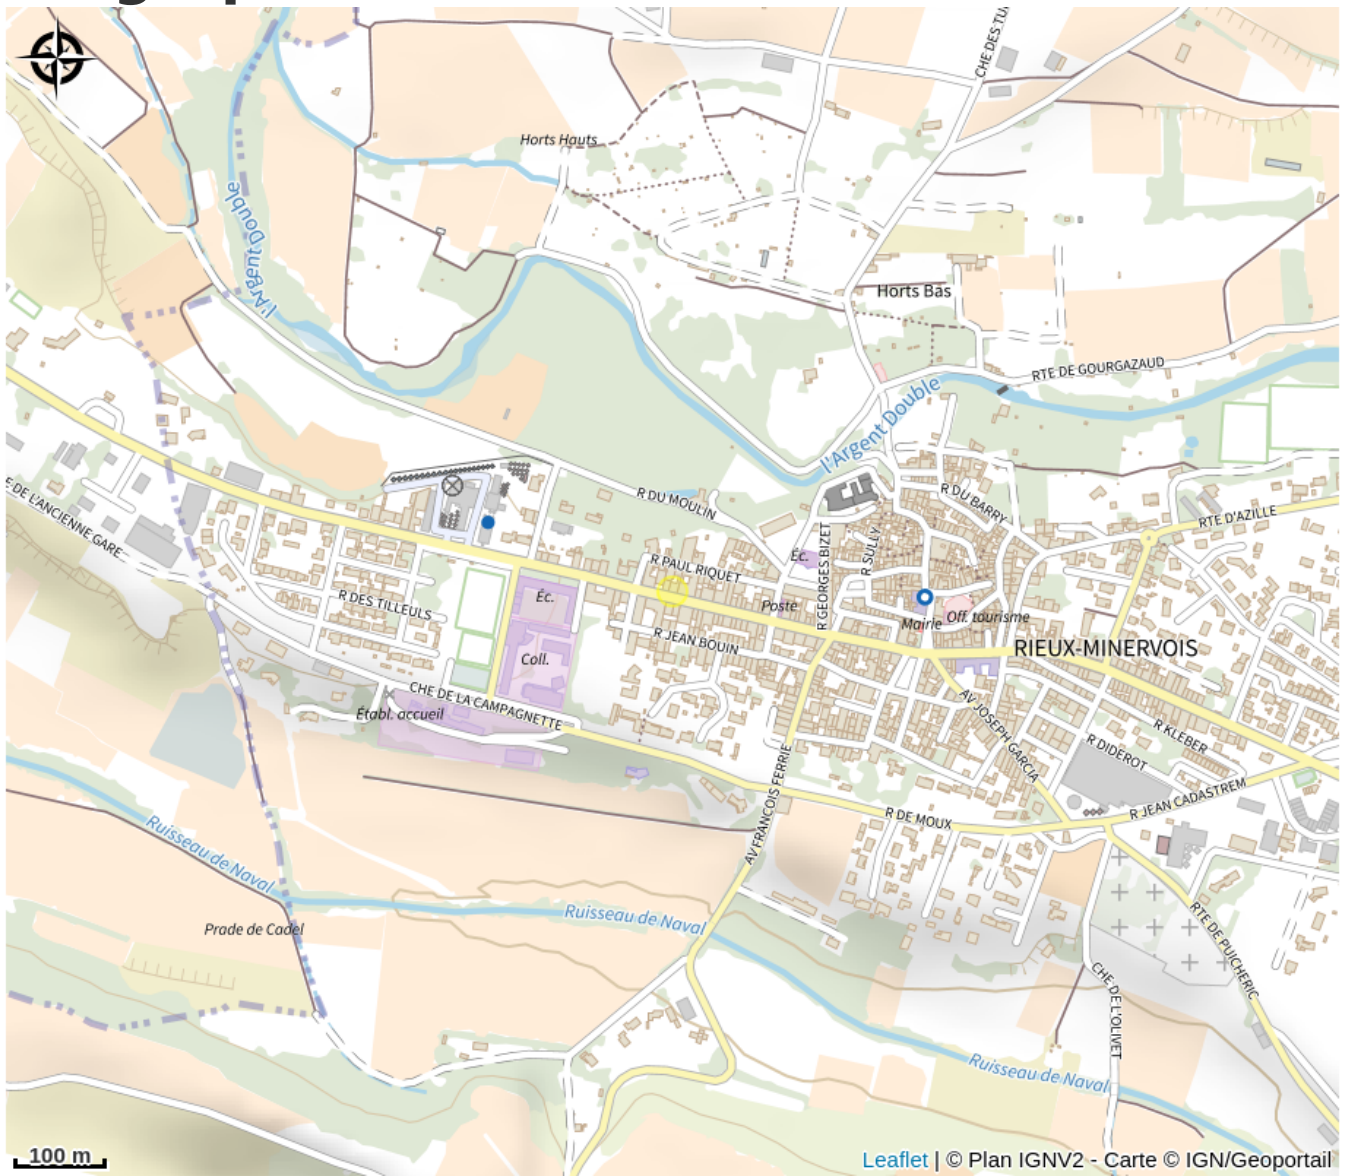 CHE DES TU
Horts Hauts
l'Argent Double
Horts Bas
RTE DE GOURGAZAUD
l'Argent Double
R DU BARRY
E DE L'ANCIENNE GARE
R DU MOULIN
RTE D'AZILLE
R GEORGES BIZET
R SULLY
Éc.
R PAUL RIQUET
Éc.
R DES TILLEULS
Poste
Mairie
Off. tourisme
R JEAN BOUIN
RIEUX-MINERVOIS
Coll.
CHE DE LA CAMPAGNETTE
Établ. accueil
AV JOSEPH GARCIA
R KLEBER
R DIDEROT
AV FRANCOIS FERRIE
R JEAN CADASTREM
R DE MOUX
Ruisseau de Naval
Ruisseau de Naval
Prade de Cadel
RTE DE PUICHERIC
CHE DE L'OLIVET
Ruisseau de Naval
100 m
Leaflet | © Plan IGNV2 - Carte © IGN/Geoportail